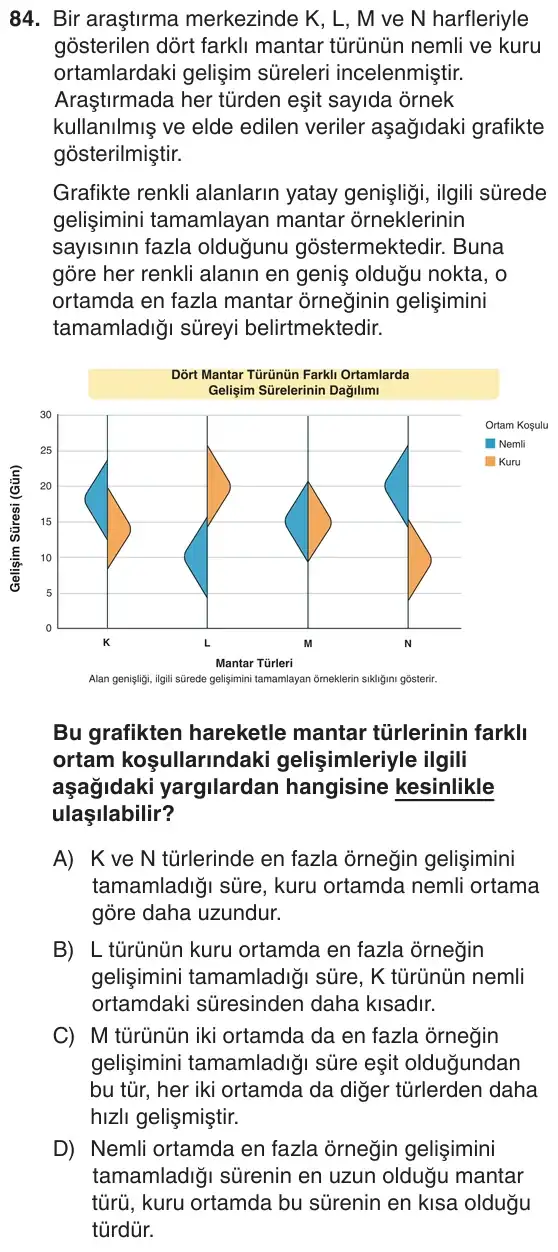 84. Bir araştırma merkezinde K, L, M ve N harfleriyle
gösterilen dört farklı mantar türünün nemli ve kuru
ortamlardaki gelişim süreleri incelenmiştir.
Araştırmada her türden eşit sayıda örnek
kullanılmış ve elde edilen veriler aşağıdaki grafikte
gösterilmiştir.
Grafikte renkli alanların yatay genişliği, ilgili sürede
gelişimini tamamlayan mantar örneklerinin
sayısının fazla olduğunu göstermektedir. Buna
göre her renkli alanın en geniş olduğu nokta, o
ortamda en fazla mantar örneğinin gelişimini
tamamladığı süreyi belirtmektedir.
Dört Mantar Türünün Farklı Ortamlarda
Gelişim Sürelerinin Dağılımı
Gelişim Süresi (Gün)
30
25
20
15
10
5
0
K L M N
Mantar Türleri
Ortam Koşulu
Nemli
Kuru
Alan genişliği, ilgili sürede gelişimini tamamlayan örneklerin sıklığını gösterir.
Bu grafikten hareketle mantar türlerinin farklı
ortam koşullarındaki gelişimleriyle ilgili
aşağıdaki yargılardan hangisine kesinlikle
ulaşılabilir?
A) K ve N türlerinde en fazla örneğin gelişimini
tamamladığı süre, kuru ortamda nemli ortama
göre daha uzundur.
B) L türünün kuru ortamda en fazla örneğin
gelişimini tamamladığı süre, K türünün nemli
ortamdaki süresinden daha kısadır.
C) M türünün iki ortamda da en fazla örneğin
gelişimini tamamladığı süre eşit olduğundan
bu tür, her iki ortamda da diğer türlerden daha
hızlı gelişmiştir.
D) Nemli ortamda en fazla örneğin gelişimini
tamamladığı sürenin en uzun olduğu mantar
türü, kuru ortamda bu sürenin en kısa olduğu
türdür.